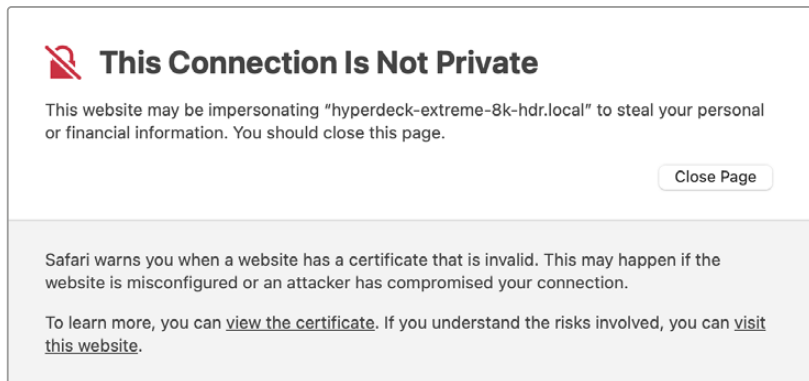 This Connection Is Not Private
This website may be impersonating “hyperdeck-extreme-8k-hdr.local” to steal your personal
or financial information. You should close this page.
Close Page
Safari warns you when a website has a certificate that is invalid. This may happen if the
website is misconfigured or an attacker has compromised your connection.
To learn more, you can view the certificate. If you understand the risks involved, you can visit
this website.